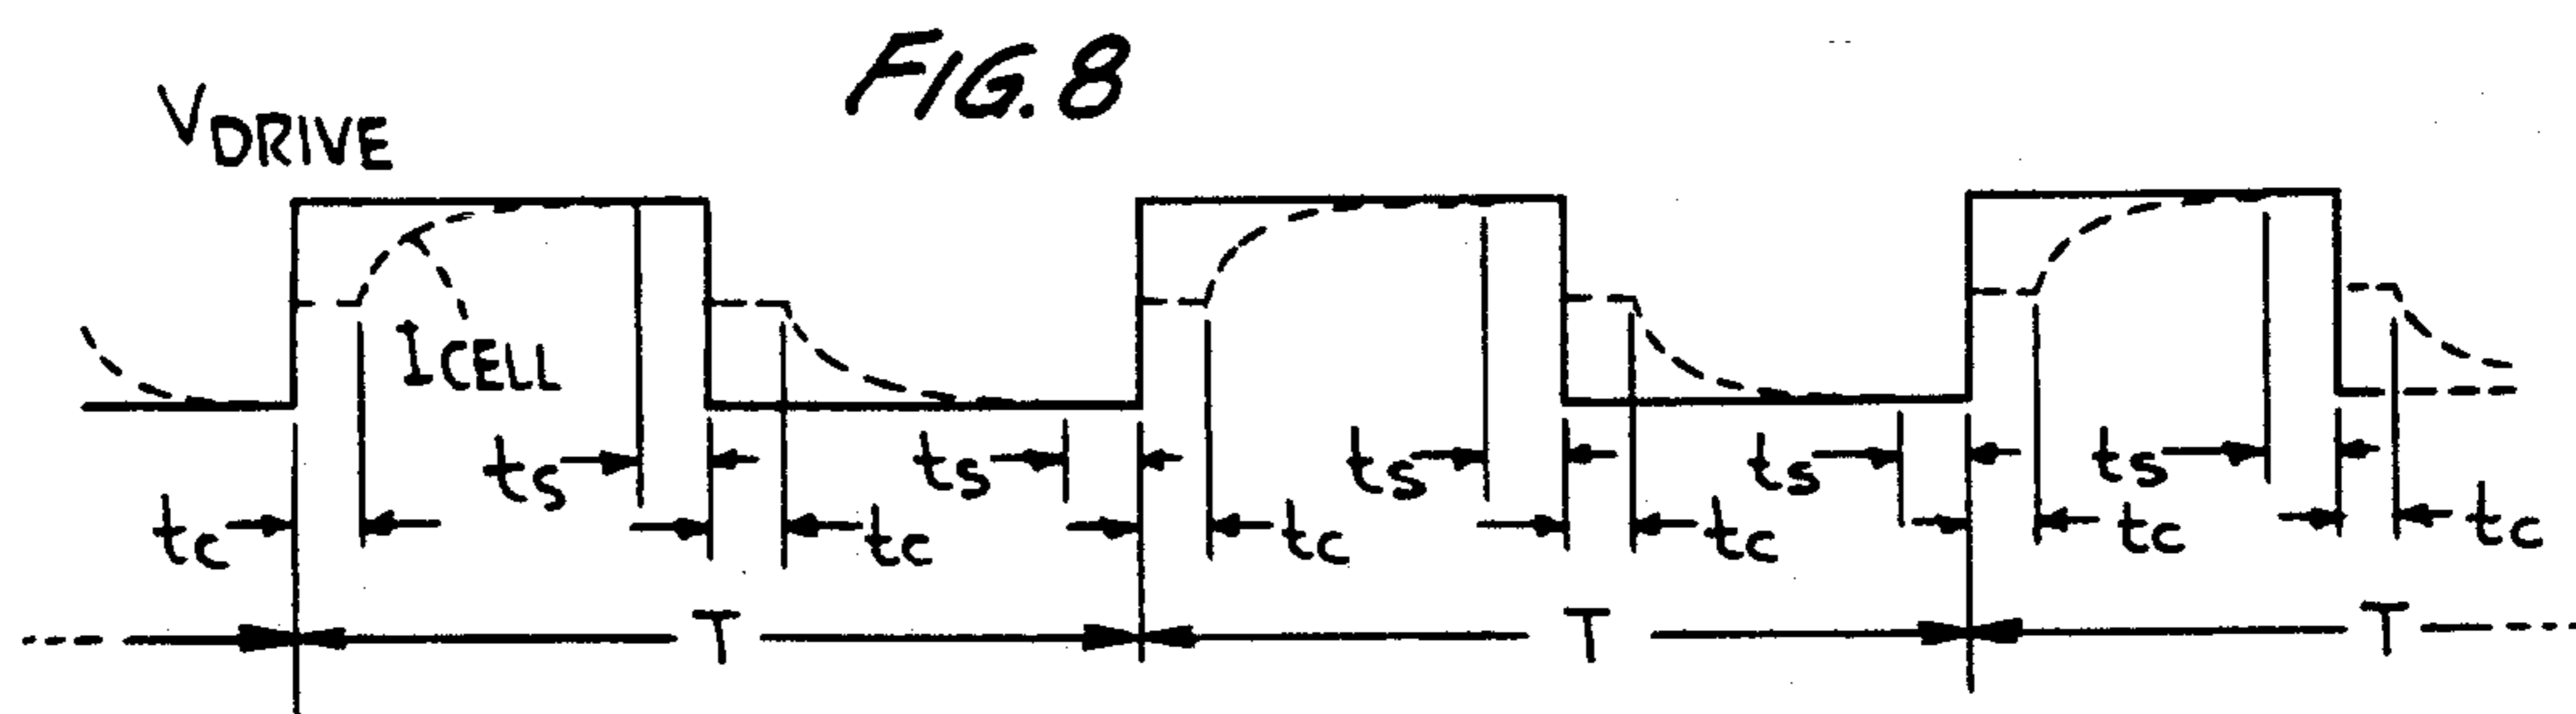 FIG. 8
VDRIVE
ICELL
ts ts ts ts ts
tc tc tc tc tc tc
T T T